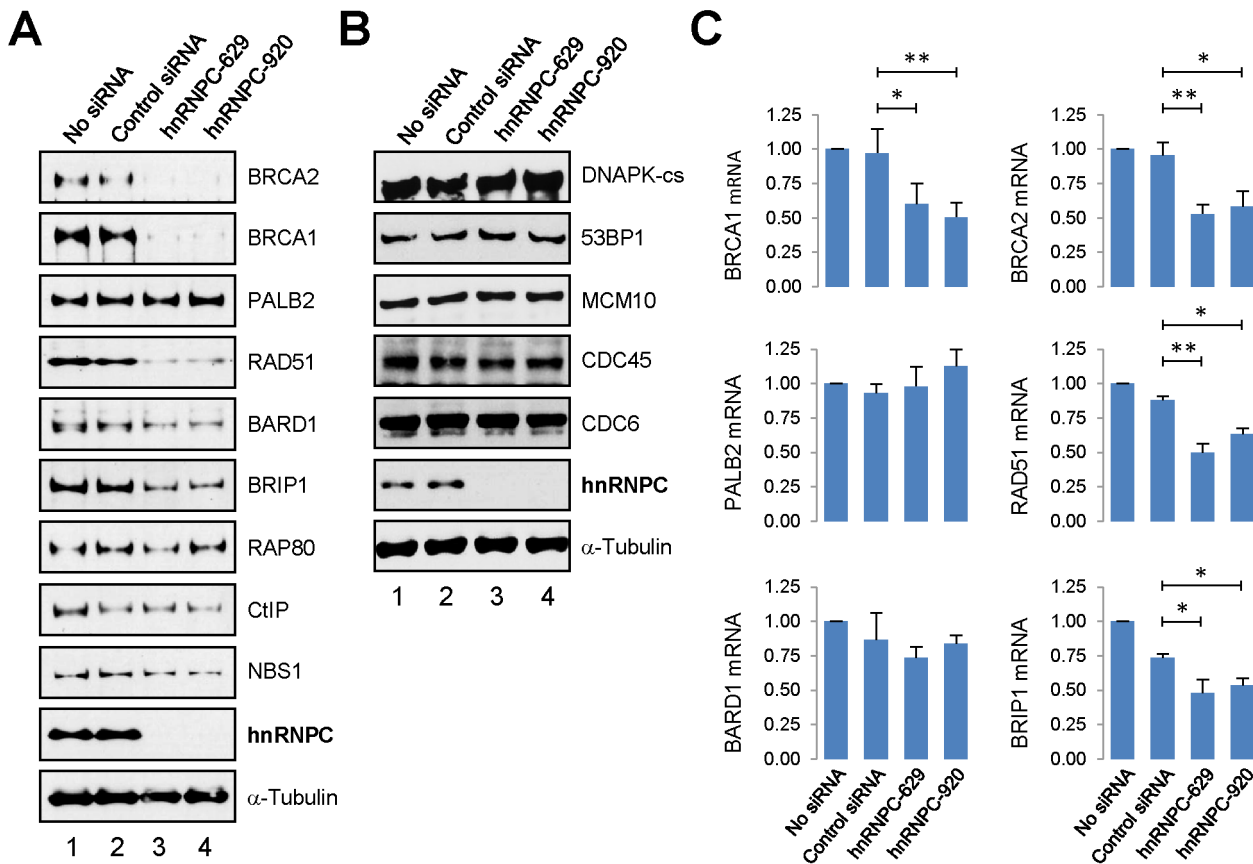 A
No siRNA
Control siRNA
hnRNPC-629
hnRNPC-920
BRCA2
BRCA1
PALB2
RAD51
BARD1
BRIP1
RAP80
CtIP
NBS1
hnRNPC
α-Tubulin
1 2 3 4
B
No siRNA
Control siRNA
hnRNPC-629
hnRNPC-920
DNAPK-cs
53BP1
MCM10
CDC45
CDC6
hnRNPC
α-Tubulin
1 2 3 4
C
BRCA1 mRNA
1.25
1.00
0.75
0.50
0.25
0.00
**
*
BRCA2 mRNA
1.25
1.00
0.75
0.50
0.25
0.00
*
**
PALB2 mRNA
1.25
1.00
0.75
0.50
0.25
0.00
RAD51 mRNA
1.25
1.00
0.75
0.50
0.25
0.00
*
**
BARD1 mRNA
1.25
1.00
0.75
0.50
0.25
0.00
No siRNA
Control siRNA
hnRNPC-629
hnRNPC-920
BRIP1 mRNA
1.25
1.00
0.75
0.50
0.25
0.00
*
*
No siRNA
Control siRNA
hnRNPC-629
hnRNPC-920